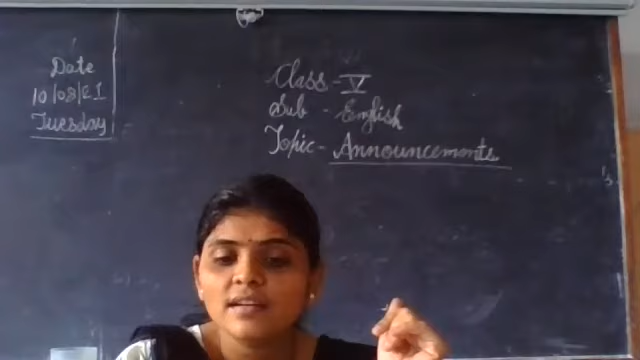 Date
10/08/21
Tuesday
Class - V
Sub - English
Topic - Announcements